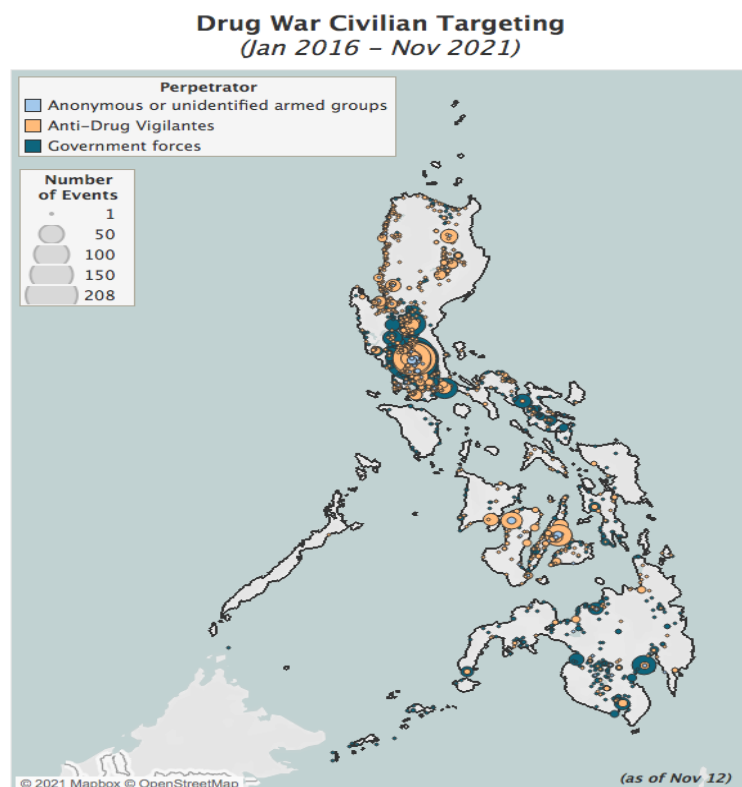 Drug War Civilian Targeting
(Jan 2016 – Nov 2021)
Perpetrator
Anonymous or unidentified armed groups
Anti-Drug Vigilantes
Government forces
Number
of Events
1
50
100
150
208
© 2021 Mapbox © OpenStreetMap
(as of Nov 12)